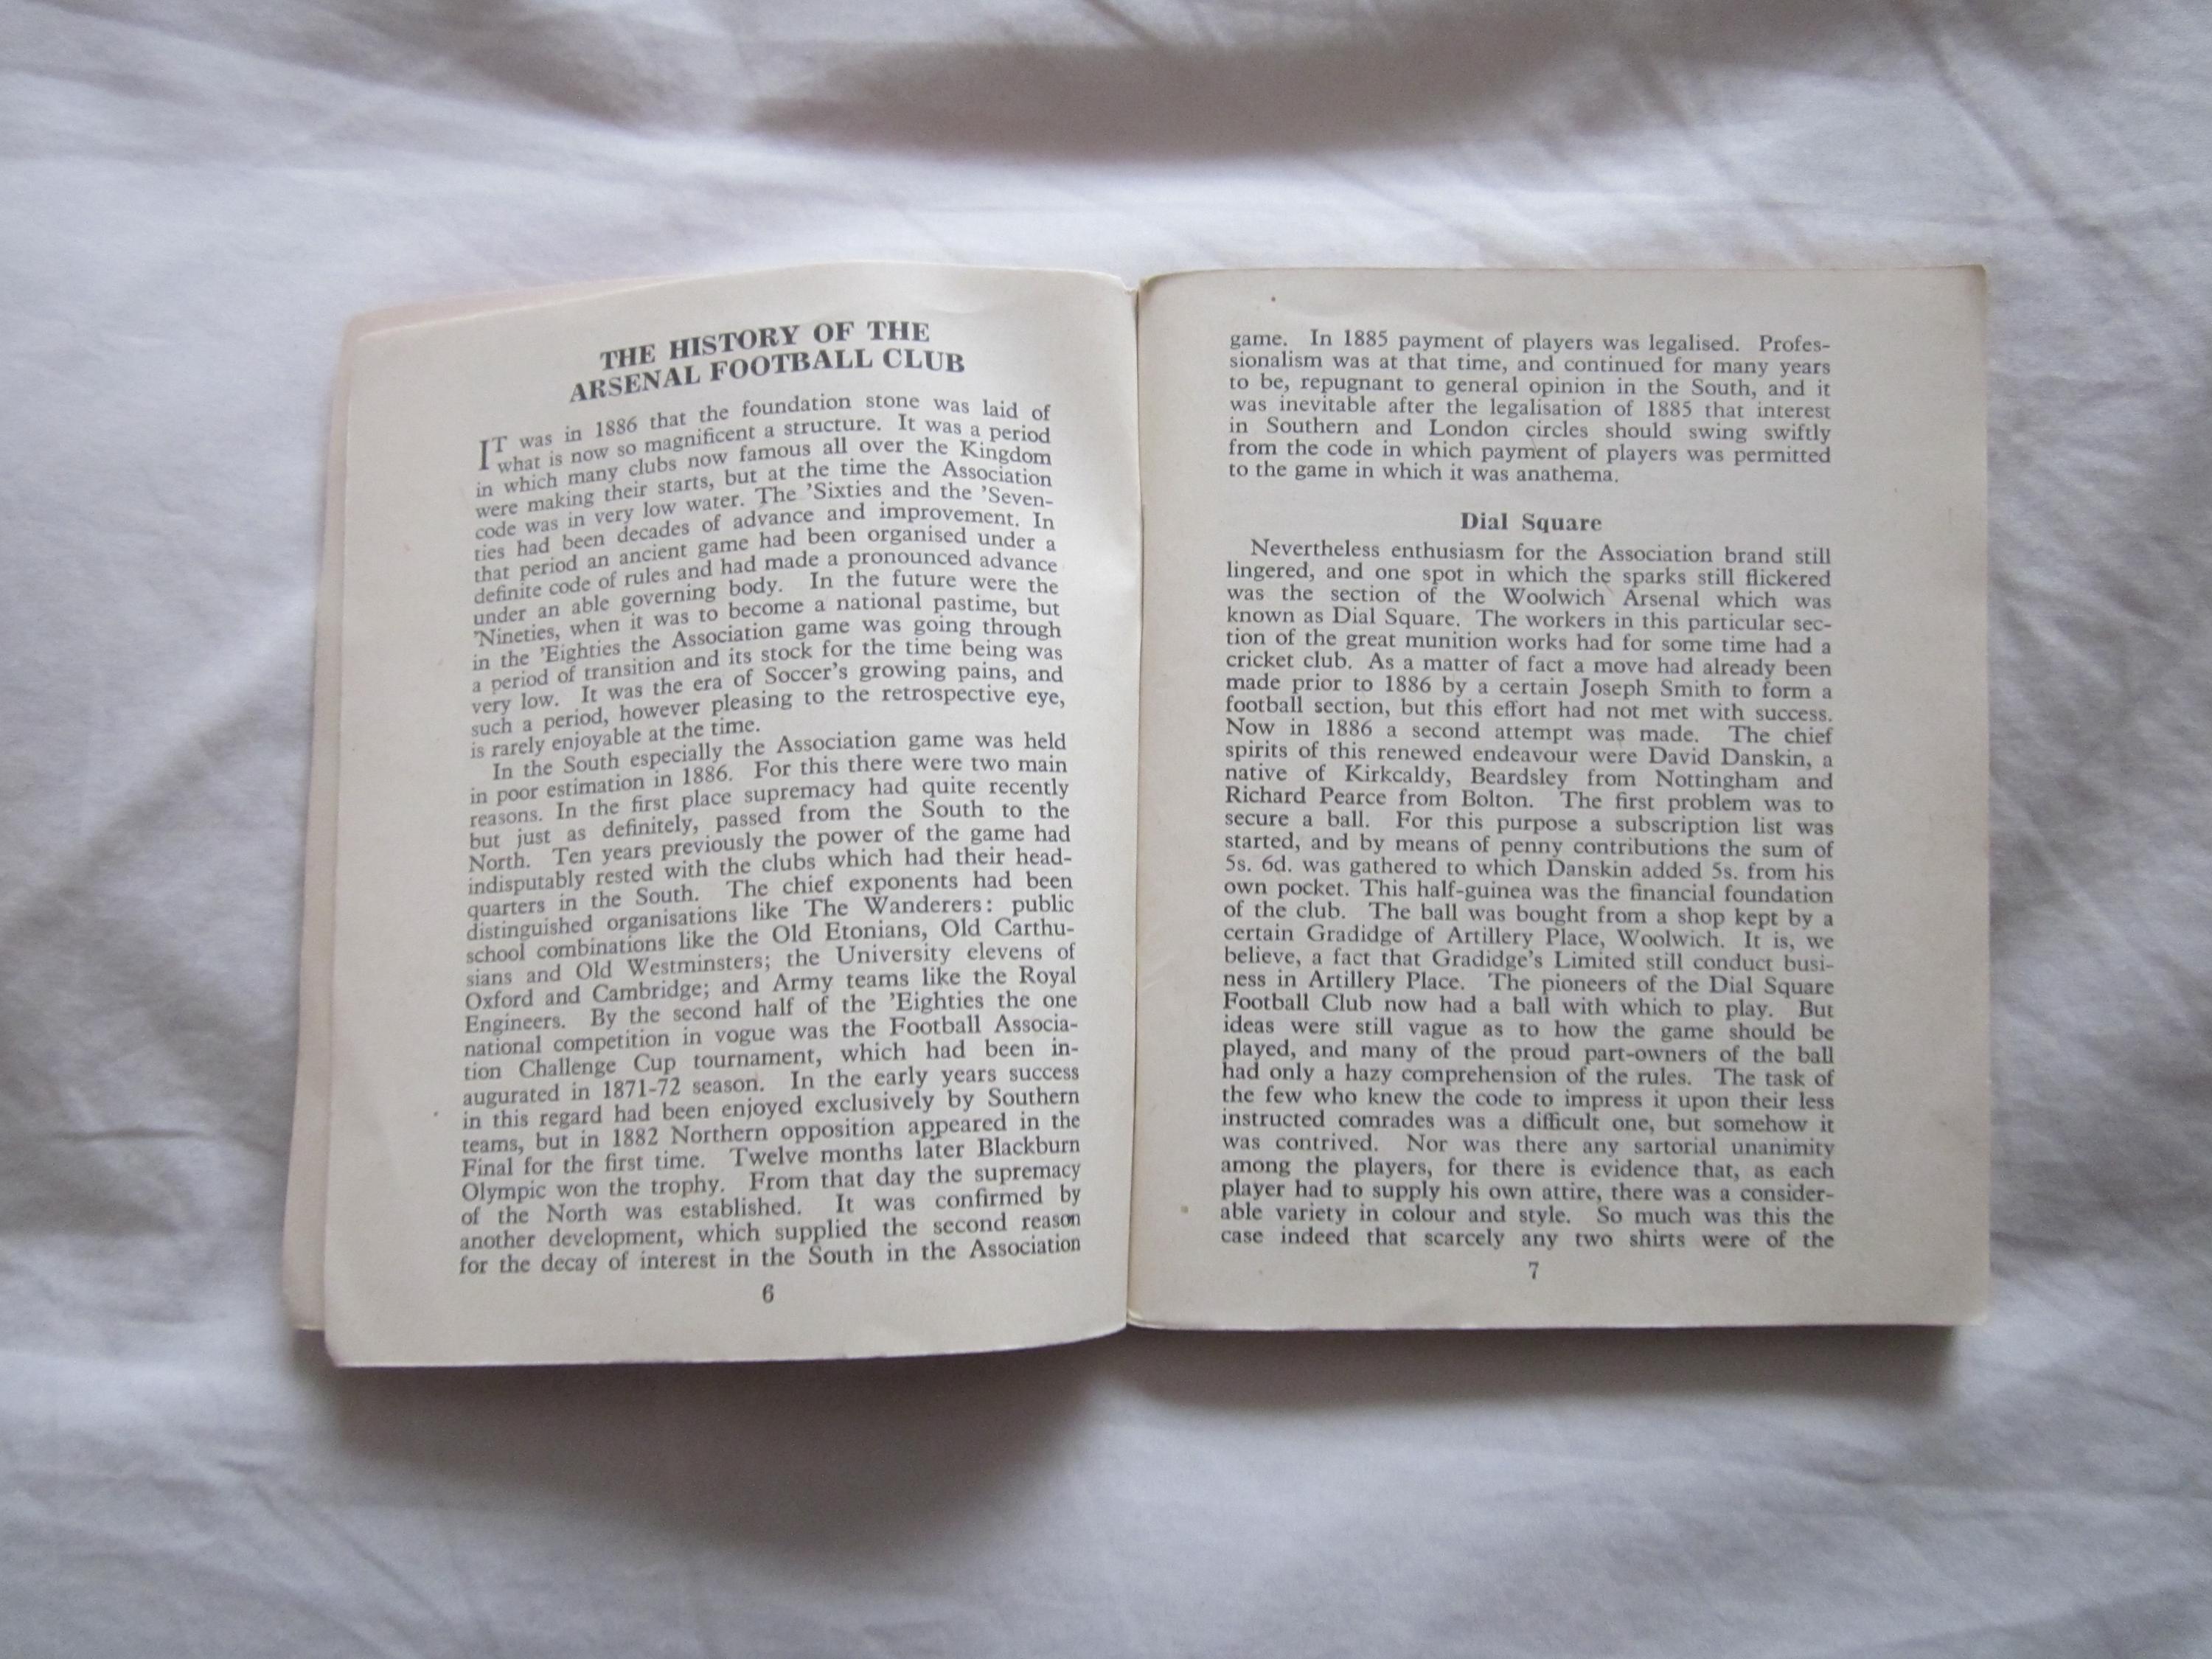 THE HISTORY OF THE
ARSENAL FOOTBALL CLUB
IT was in 1886 that the foundation stone was laid of
what is now so magnificent a structure. It was a period
in which many clubs now famous all over the Kingdom
were making their starts, but at the time the Association
code was in very low water. The 'Sixties and the 'Seven-
ties had been decades of advance and improvement. In
that period an ancient game had been organised under a
definite code of rules and had made a pronounced advance
under an able governing body. In the future were the
'Nineties, when it was to become a national pastime, but
in the 'Eighties the Association game was going through
a period of transition and its stock for the time being was
very low. It was the era of Soccer's growing pains, and
such a period, however pleasing to the retrospective eye,
is rarely enjoyable at the time.
In the South especially the Association game was held
in poor estimation in 1886. For this there were two main
reasons. In the first place supremacy had quite recently
but just as definitely, passed from the South to the
North. Ten years previously the power of the game had
indisputably rested with the clubs which had their head-
quarters in the South. The chief exponents had been
distinguished organisations like The Wanderers: public
school combinations like the Old Etonians, Old Carthu-
sians and Old Westminsters; the University elevens of
Oxford and Cambridge; and Army teams like the Royal
Engineers. By the second half of the 'Eighties the one
national competition in vogue was the Football Associa-
tion Challenge Cup tournament, which had been in-
augurated in 1871-72 season. In the early years success
in this regard had been enjoyed exclusively by Southern
teams, but in 1882 Northern opposition appeared in the
Final for the first time. Twelve months later Blackburn
Olympic won the trophy. From that day the supremacy
of the North was established. It was confirmed by
another development, which supplied the second reason
for the decay of interest in the South in the Association
6
game. In 1885 payment of players was legalised. Profes-
sionalism was at that time, and continued for many years
to be, repugnant to general opinion in the South, and it
was inevitable after the legalisation of 1885 that interest
in Southern and London circles should swing swiftly
from the code in which payment of players was permitted
to the game in which it was anathema.
Dial Square
Nevertheless enthusiasm for the Association brand still
lingered, and one spot in which the sparks still flickered
was the section of the Woolwich Arsenal which was
known as Dial Square. The workers in this particular sec-
tion of the great munition works had for some time had a
cricket club. As a matter of fact a move had already been
made prior to 1886 by a certain Joseph Smith to form a
football section, but this effort had not met with success.
Now in 1886 a second attempt was made. The chief
spirits of this renewed endeavour were David Danskin, a
native of Kirkcaldy, Beardsley from Nottingham and
Richard Pearce from Bolton. The first problem was to
secure a ball. For this purpose a subscription list was
started, and by means of penny contributions the sum of
5s. 6d. was gathered to which Danskin added 5s. from his
own pocket. This half-guinea was the financial foundation
of the club. The ball was bought from a shop kept by a
certain Gradidge of Artillery Place, Woolwich. It is, we
believe, a fact that Gradidge's Limited still conduct busi-
ness in Artillery Place. The pioneers of the Dial Square
Football Club now had a ball with which to play. But
ideas were still vague as to how the game should be
played, and many of the proud part-owners of the ball
had only a hazy comprehension of the rules. The task of
the few who knew the code to impress it upon their less
instructed comrades was a difficult one, but somehow it
was contrived. Nor was there any sartorial unanimity
among the players, for there is evidence that, as each
player had to supply his own attire, there was a consider-
able variety in colour and style. So much was this the
case indeed that scarcely any two shirts were of the
7